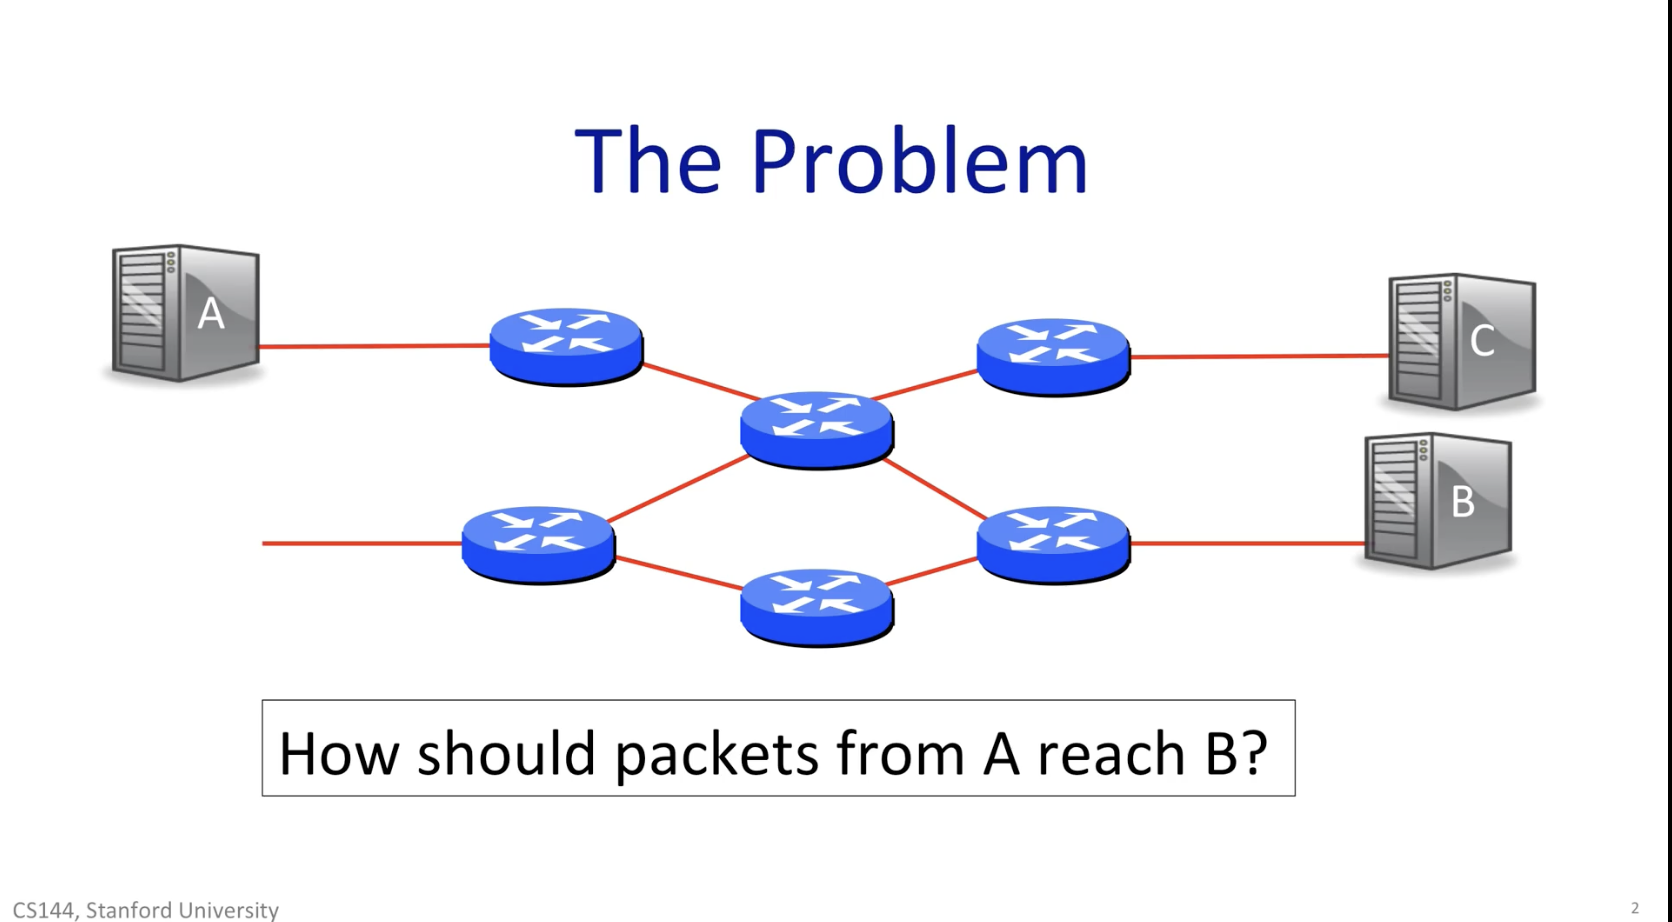 The Problem
A
C
B
How should packets from A reach B?
CS144, Stanford University
2